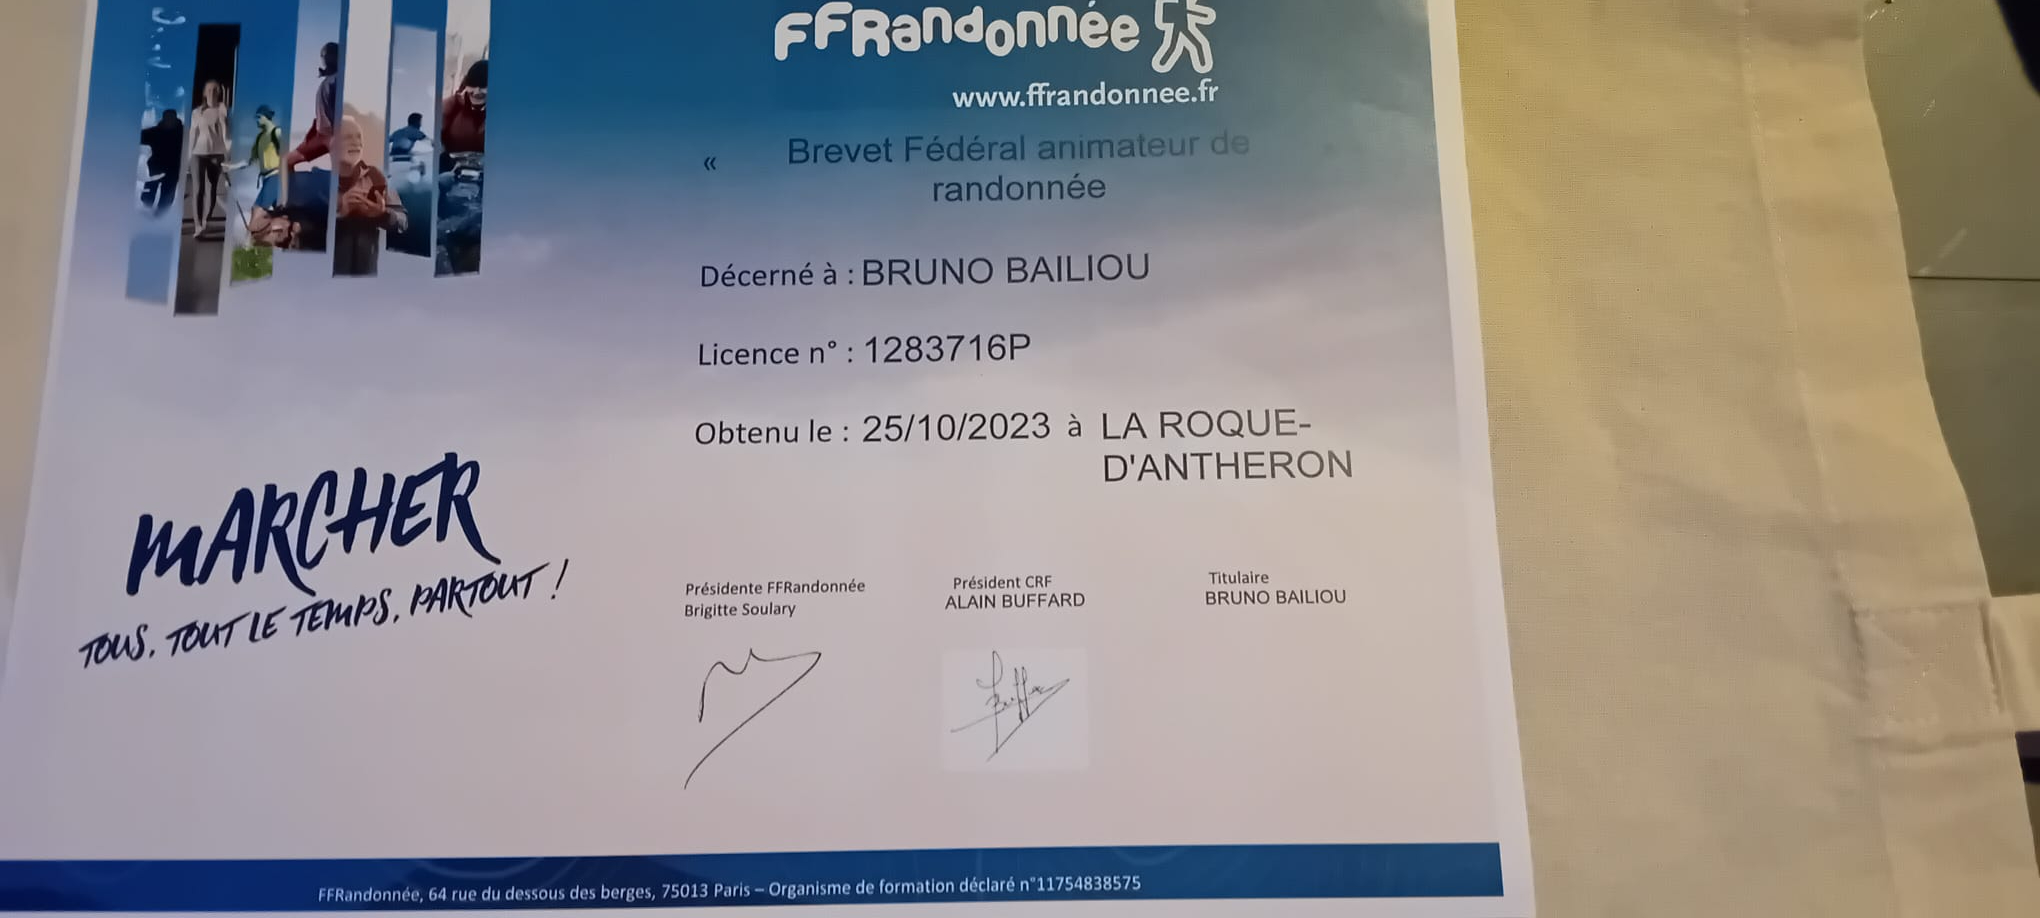 FFRandonnée
www.ffrandonnee.fr
« Brevet Fédéral animateur de
randonnée
Décerné à : BRUNO BAILIOU
Licence n° : 1283716P
Obtenu le : 25/10/2023 à LA ROQUE-
D'ANTHERON
MARCHER
TOUS, TOUT LE TEMPS, PARTOUT !
Présidente FFRandonnée
Brigitte Soulary
Président CRF
ALAIN BUFFARD
Titulaire
BRUNO BAILIOU
FFRandonnée, 64 rue du dessous des berges, 75013 Paris – Organisme de formation déclaré n°11754838575